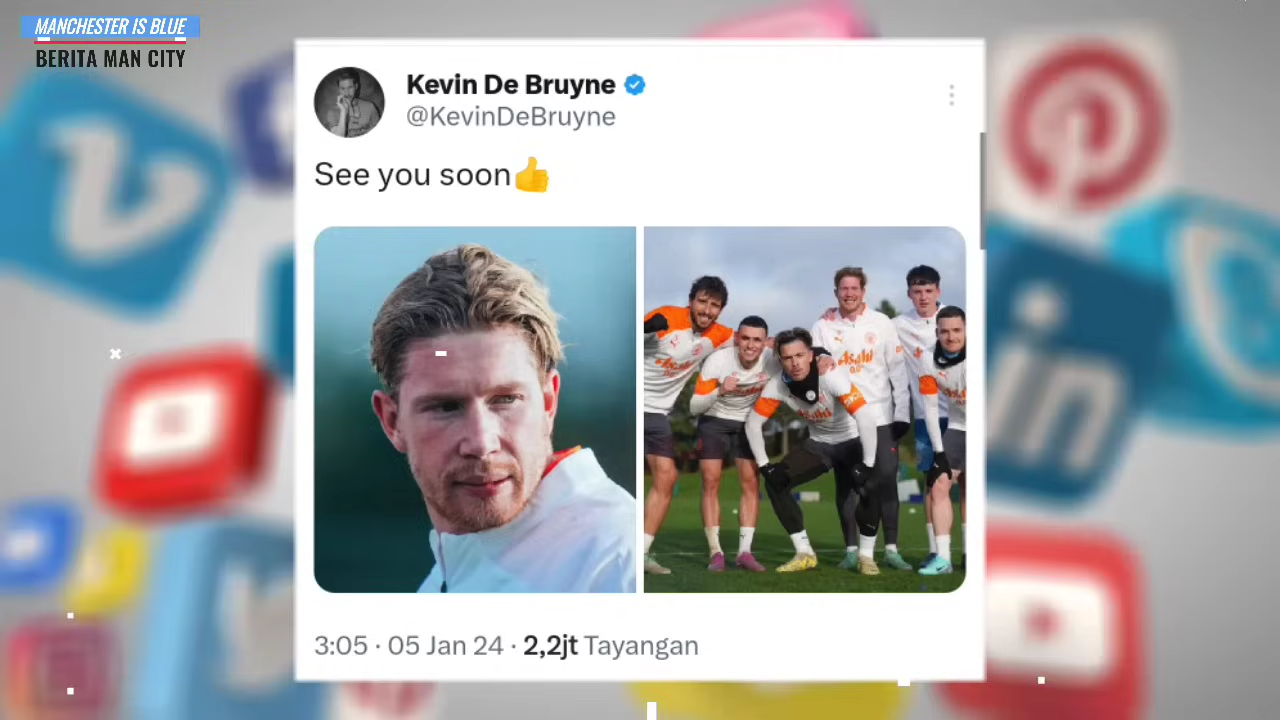 MANCHESTER IS BLUE
BERITA MAN CITY
Kevin De Bruyne
@KevinDeBruyne
See you soon👍
3:05 · 05 Jan 24 · 2,2jt Tayangan